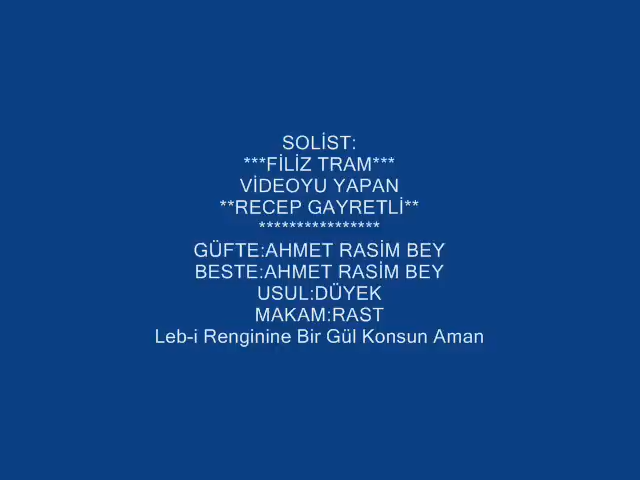 SOLİST:
***FİLİZ TRAM***
VİDEOYU YAPAN
**RECEP GAYRETLİ**
****************
GÜFTE:AHMET RASİM BEY
BESTE:AHMET RASİM BEY
USUL:DÜYEK
MAKAM:RAST
Leb-i Renginine Bir Gül Konsun Aman